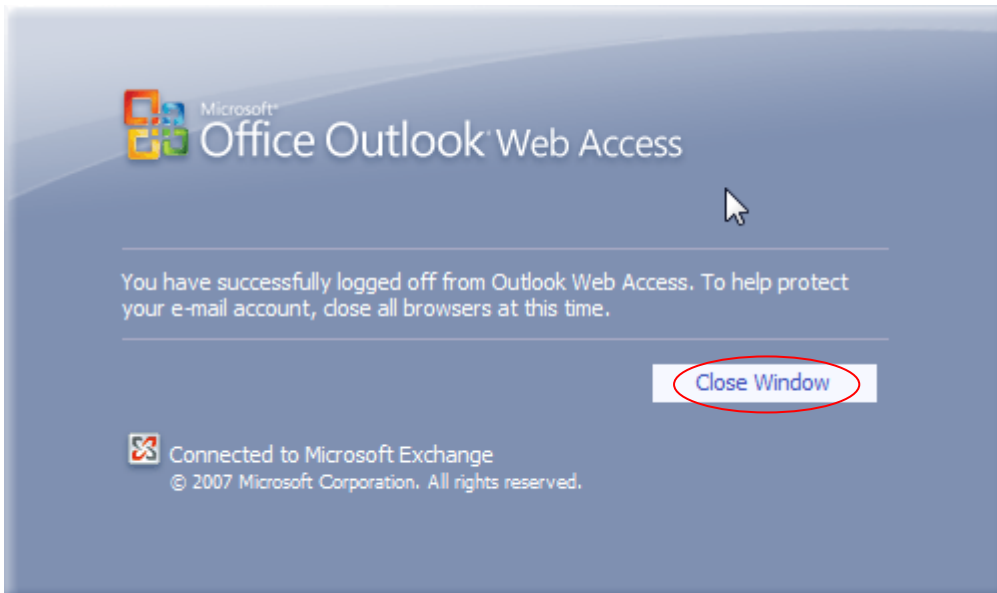 Microsoft®
Office Outlook® Web Access
You have successfully logged off from Outlook Web Access. To help protect
your e-mail account, close all browsers at this time.
Close Window
Connected to Microsoft Exchange
© 2007 Microsoft Corporation. All rights reserved.